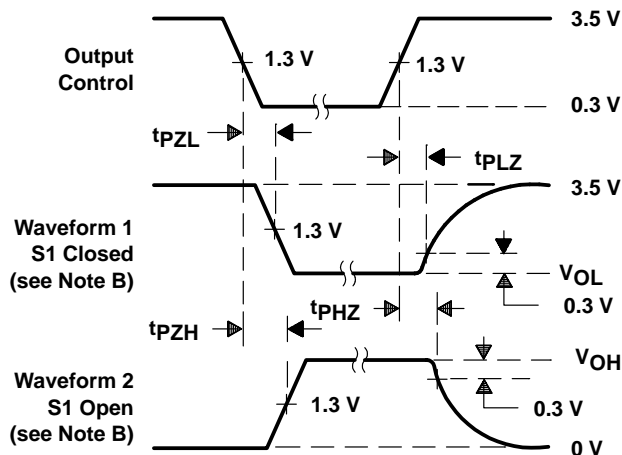 3.5 V
Output
Control
1.3 V
1.3 V
0.3 V
tPZL
tPLZ
3.5 V
Waveform 1
S1 Closed
(see Note B)
1.3 V
VOL
0.3 V
tPHZ
tPZH
VOH
Waveform 2
S1 Open
(see Note B)
1.3 V
0.3 V
0 V